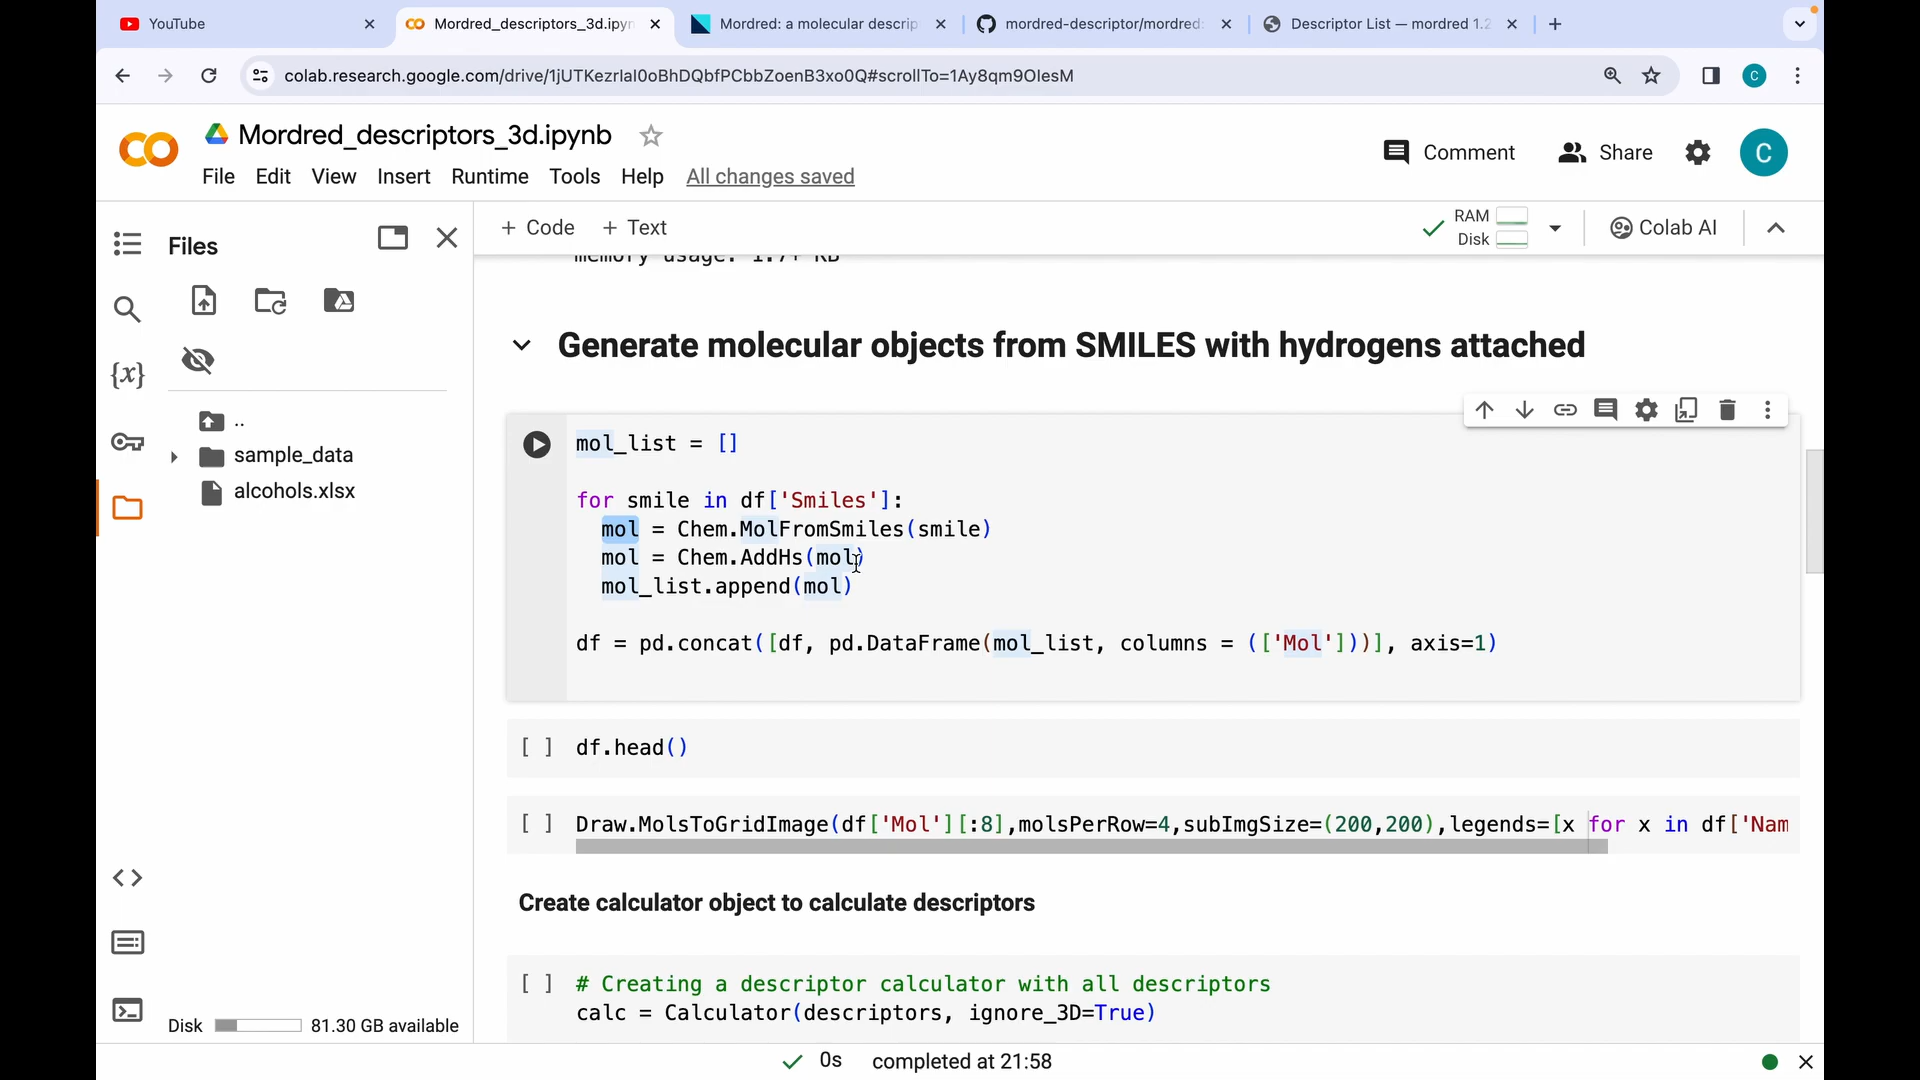 YouTube
Mordred_descriptors_3d.ipyn
Mordred: a molecular descrip
mordred-descriptor/mordred:
Descriptor List — mordred 1.2
colab.research.google.com/drive/1jUTKezrlaI0oBhDQbfPCbbZoenB3xo0Q#scrollTo=1Ay8qm9OIesM
C
Mordred_descriptors_3d.ipynb
Comment
Share
C
File Edit View Insert Runtime Tools Help All changes saved
Files
+ Code + Text
RAM
Disk
Colab AI
memory usage: 1.7+ KB
{x}
..
sample_data
alcohols.xlsx
Generate molecular objects from SMILES with hydrogens attached
mol_list = []
for smile in df['Smiles']:
mol = Chem.MolFromSmiles(smile)
mol = Chem.AddHs(mol)
mol_list.append(mol)
df = pd.concat([df, pd.DataFrame(mol_list, columns = (['Mol']))], axis=1)
[ ] df.head()
[ ] Draw.MolsToGridImage(df['Mol'][:8],molsPerRow=4,subImgSize=(200,200),legends=[x for x in df['Nam
Create calculator object to calculate descriptors
[ ] # Creating a descriptor calculator with all descriptors
calc = Calculator(descriptors, ignore_3D=True)
Disk 81.30 GB available
0s completed at 21:58